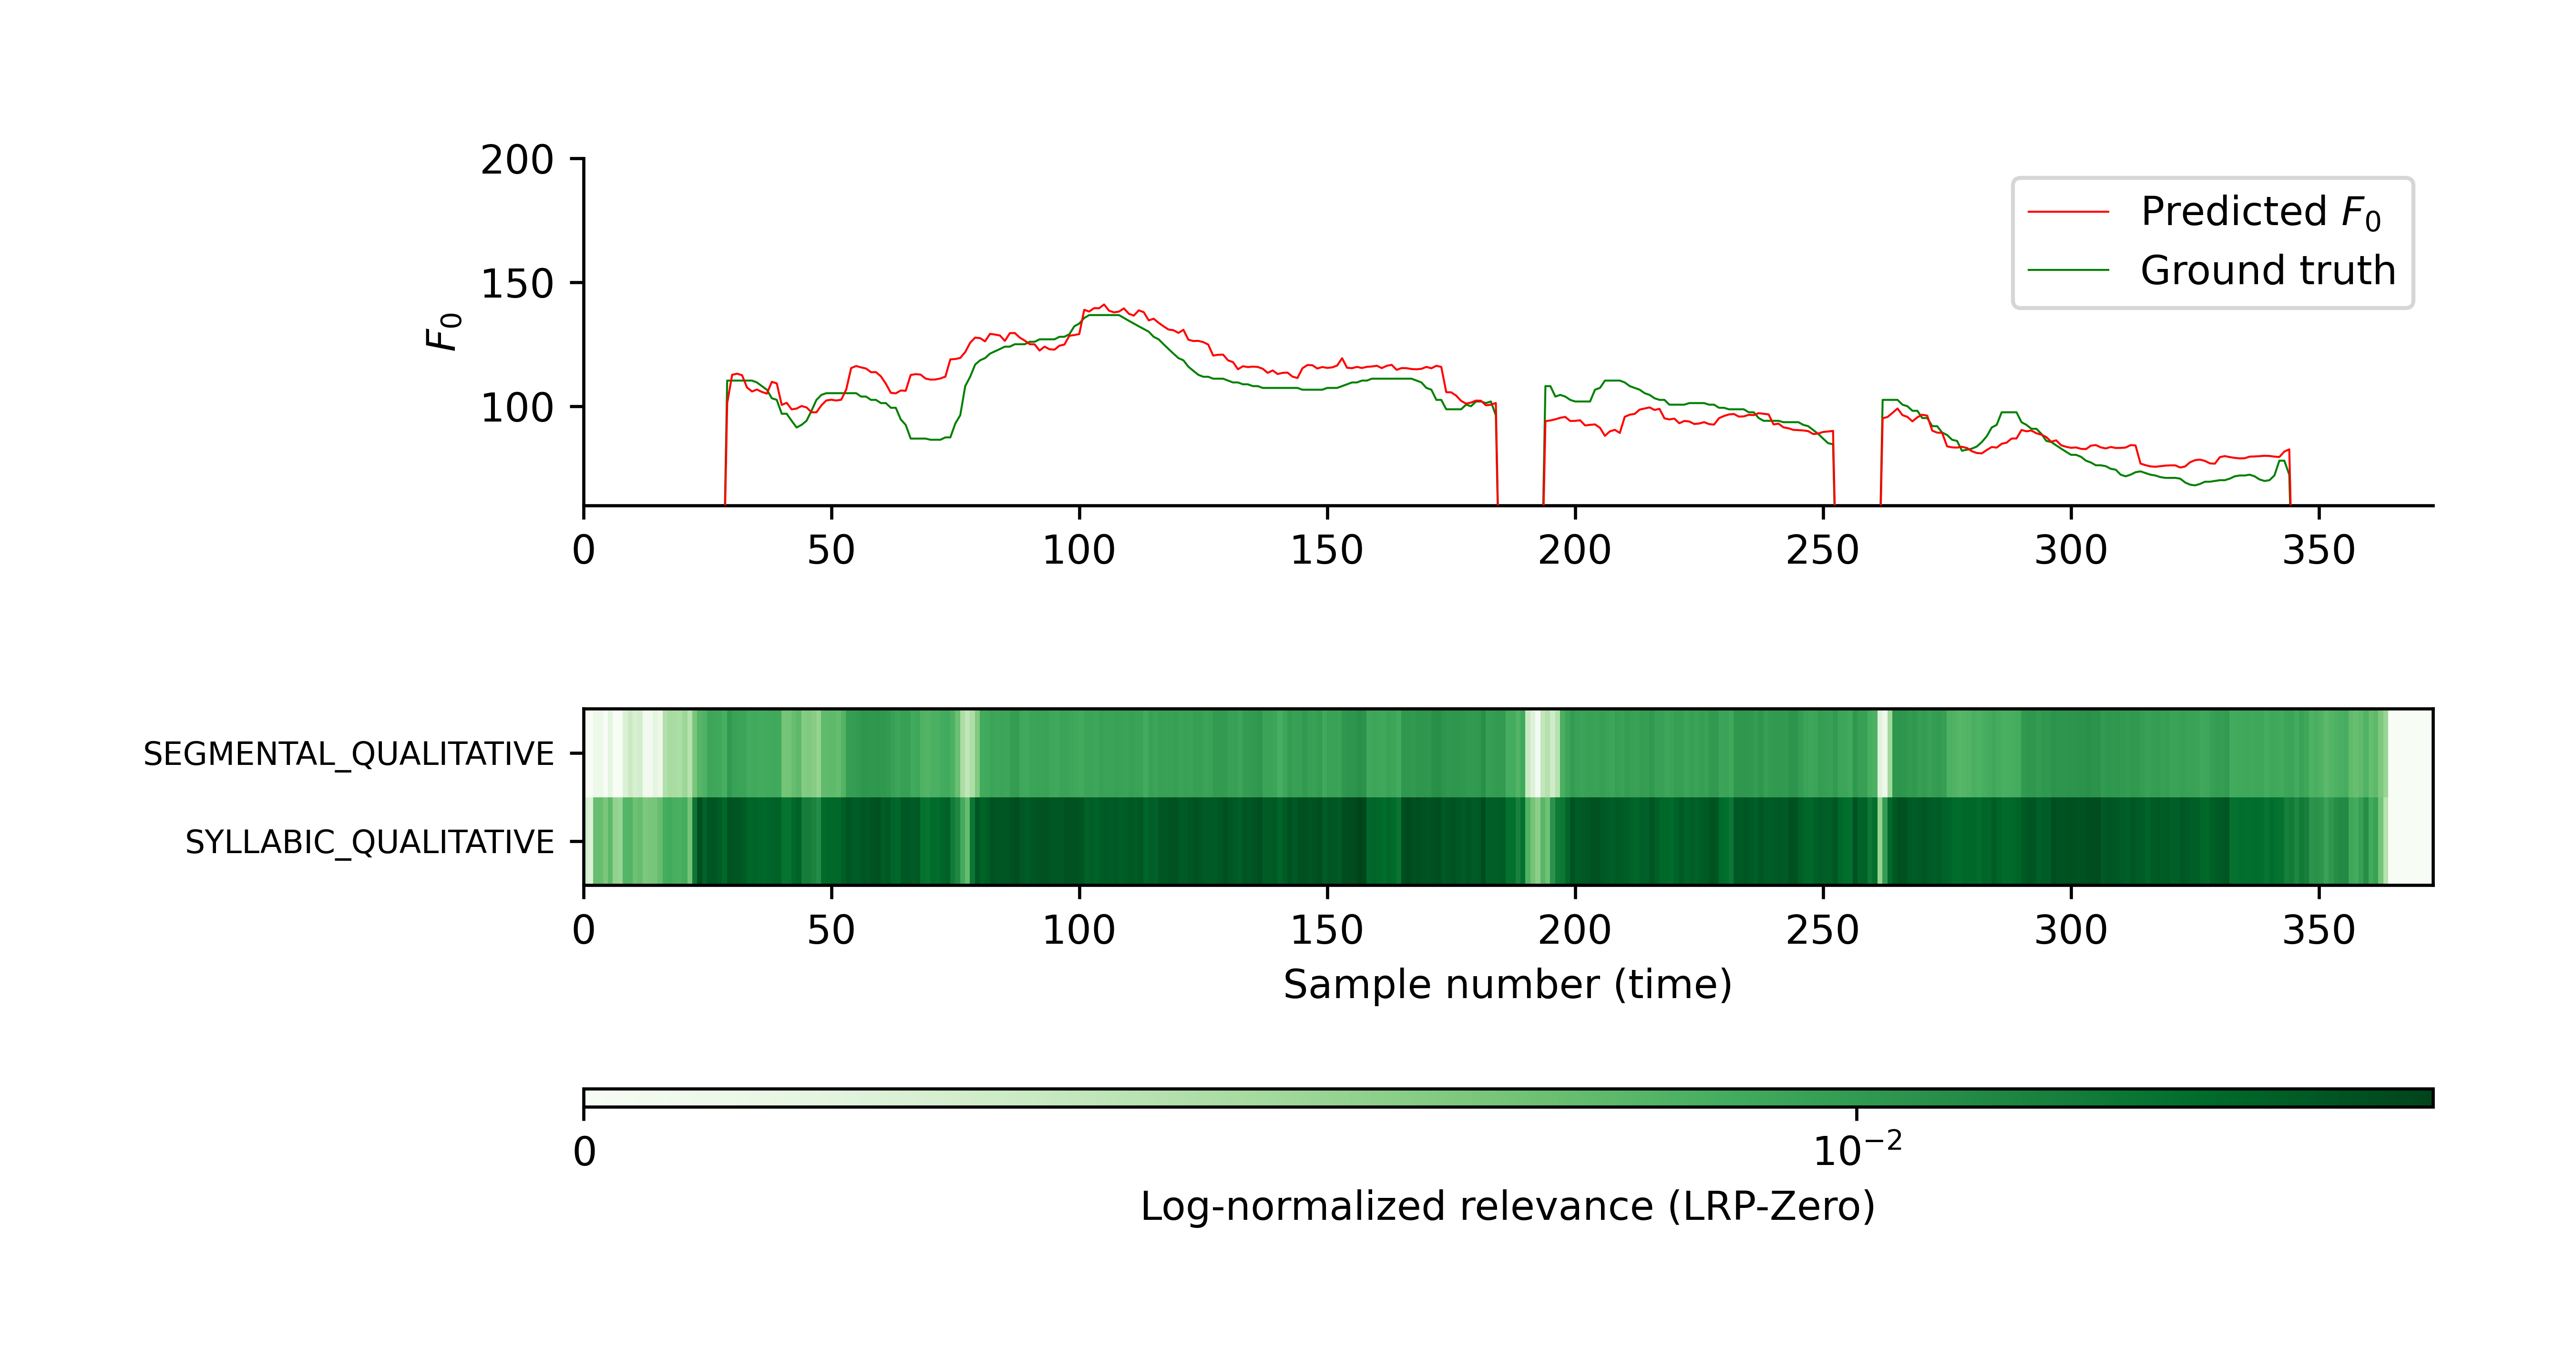 200
150
100
F₀
Predicted F₀
Ground truth
0 50 100 150 200 250 300 350
SEGMENTAL_QUALITATIVE
SYLLABIC_QUALITATIVE
0 50 100 150 200 250 300 350
Sample number (time)
0 10⁻²
Log-normalized relevance (LRP-Zero)